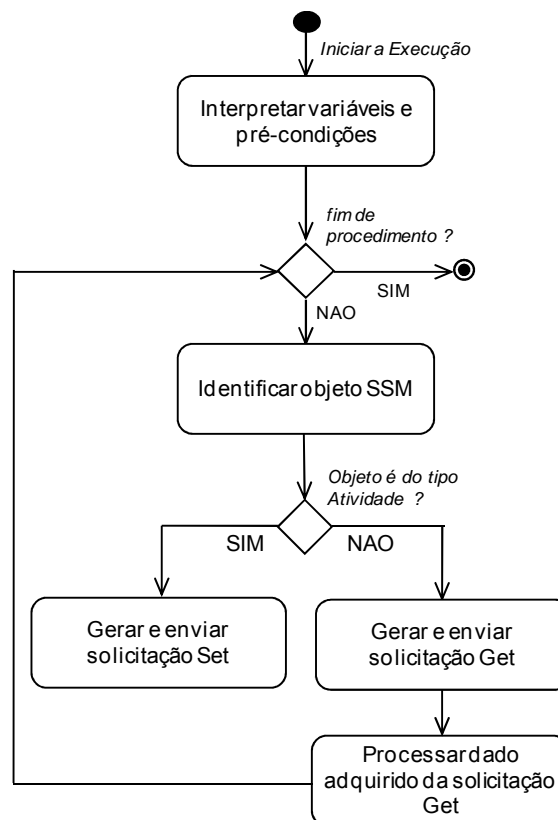 Iniciar a Execução
Interpretar variáveis e
pré-condições
fim de
procedimento ?
SIM
NAO
Identificar objeto SSM
Objeto é do tipo
Atividade ?
SIM
NAO
Gerar e enviar
solicitação Set
Gerar e enviar
solicitação Get
Processar dado
adquirido da solicitação
Get